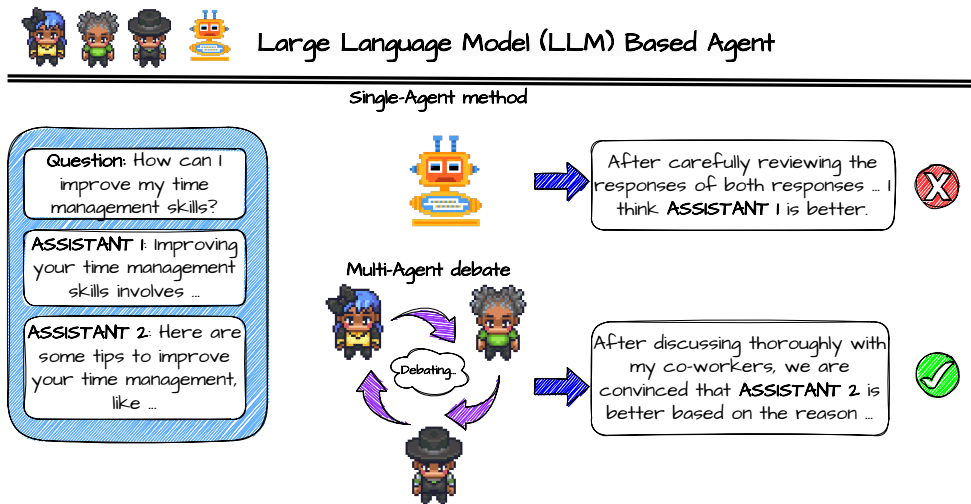 Large Language Model (LLM) Based Agent
Single-Agent method
Question: How can I
improve my time
management skills?
ASSISTANT 1: Improving
your time management
skills involves ...
ASSISTANT 2: Here are
some tips to improve
your time management,
like ...
After carefully reviewing the
responses of both responses ... I
think ASSISTANT 1 is better.
X
Multi-Agent debate
Debating...
After discussing thoroughly with
my co-workers, we are
convinced that ASSISTANT 2 is
better based on the reason ...